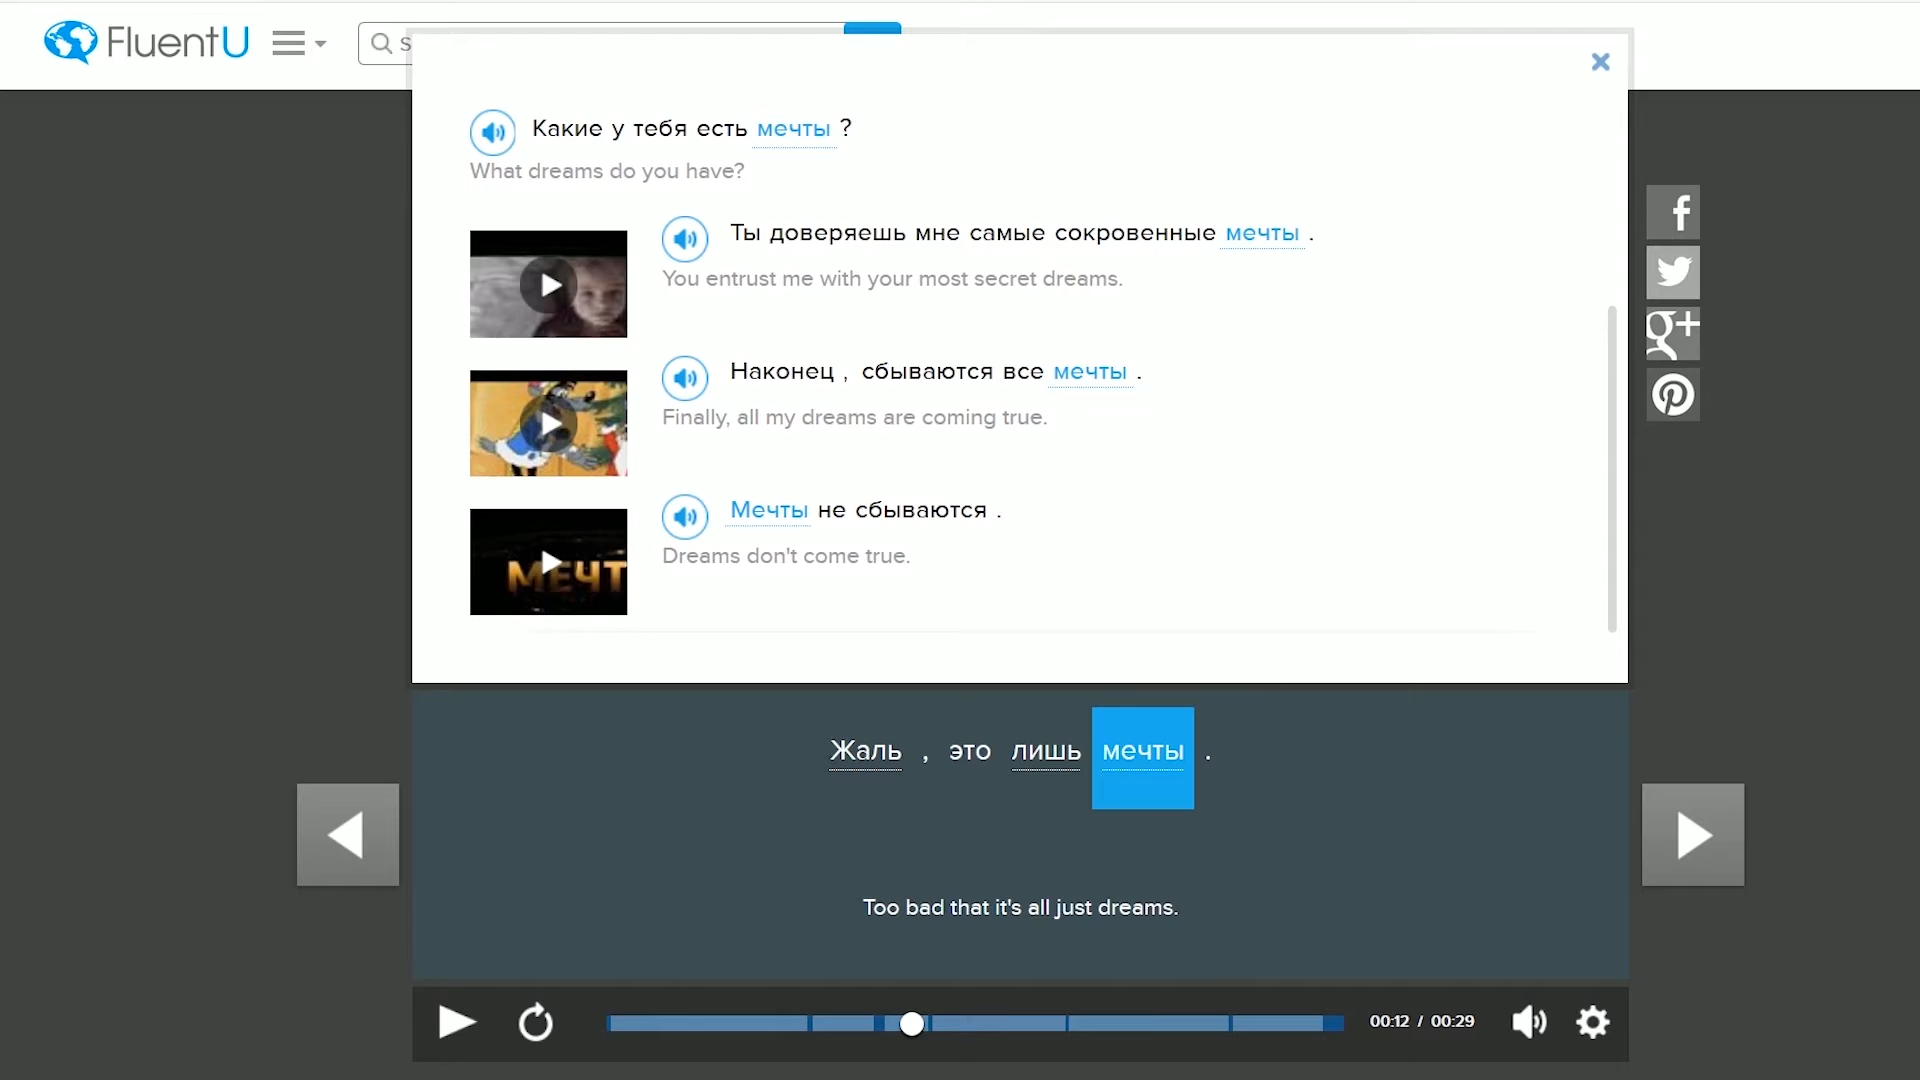 FluentU
S
Какие у тебя есть мечты ?
What dreams do you have?
Ты доверяешь мне самые сокровенные мечты .
You entrust me with your most secret dreams.
Наконец , сбываются все мечты .
Finally, all my dreams are coming true.
Мечты не сбываются .
Dreams don't come true.
МЕЧТ
Жаль , это лишь мечты .
Too bad that it's all just dreams.
00:12 / 00:29
f
g+